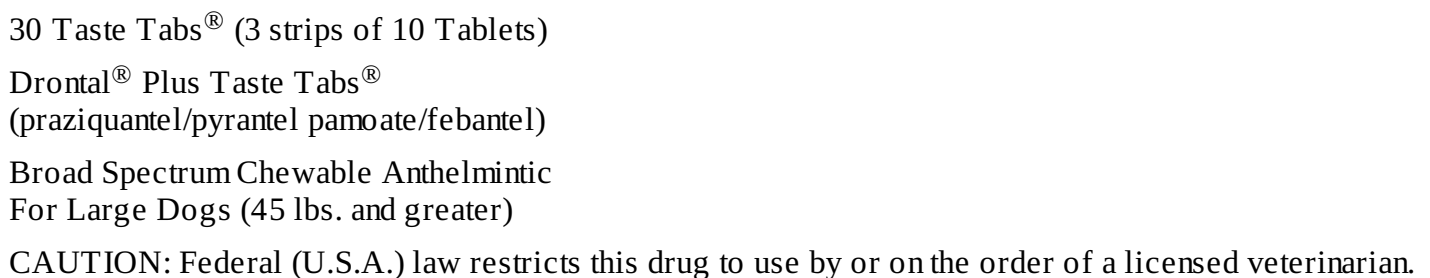 30 Taste Tabs® (3 strips of 10 Tablets)
Drontal® Plus Taste Tabs®
(praziquantel/pyrantel pamoate/febantel)
Broad Spectrum Chewable Anthelmintic
For Large Dogs (45 lbs. and greater)
CAUTION: Federal (U.S.A.) law restricts this drug to use by or on the order of a licensed veterinarian.